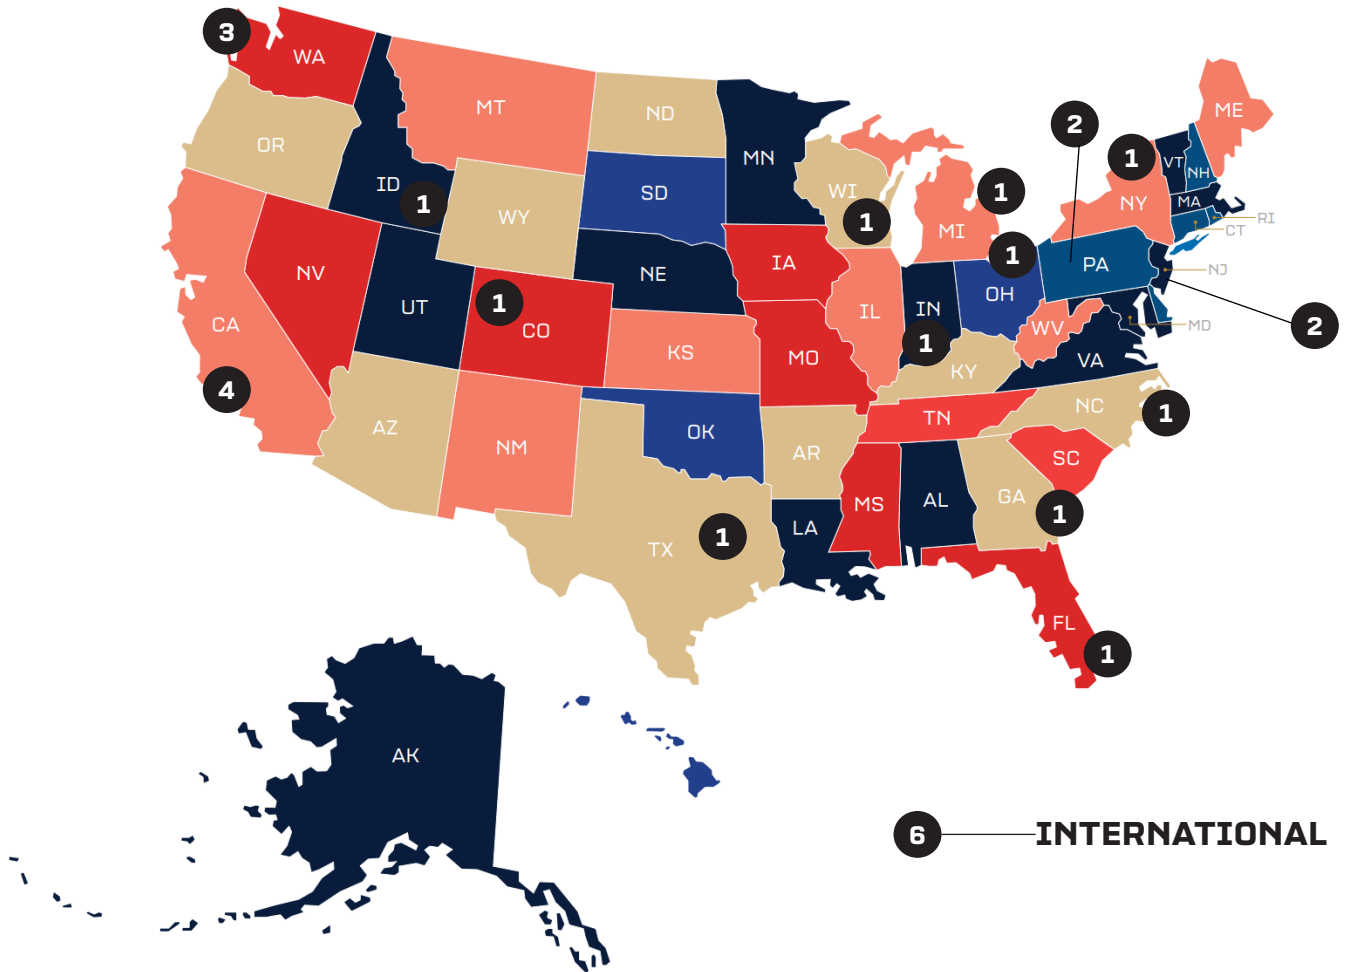 3
WA
MT
ND
MN
OR
ID
1
WY
SD
WI
1
MI
1
2
1
NY
VT
NH
ME
MA
RI
CT
NV
UT
1
CO
NE
IA
IL
IN
1
OH
1
PA
NJ
2
MD
WV
VA
CA
4
KS
MO
KY
AZ
NM
OK
AR
TN
NC
1
SC
TX
1
LA
MS
AL
GA
1
FL
1
AK
6
INTERNATIONAL